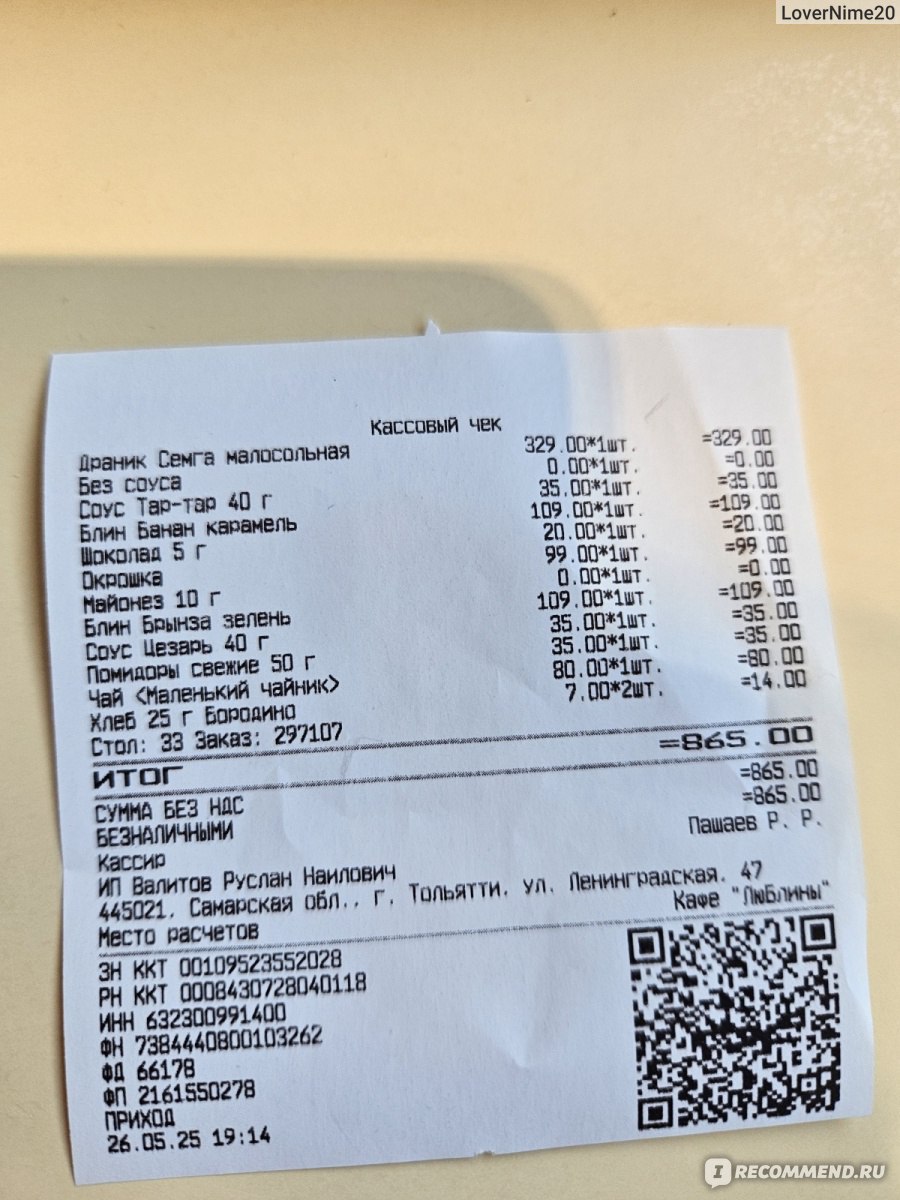 LoverNime20
Кассовый чек
Драник Семга малосольная 329.00*1шт. =329.00
Без соуса 0.00*1шт. =0.00
Соус Тар-тар 40 г 35.00*1шт. =35.00
Блин Банан карамель 109.00*1шт. =109.00
Шоколад 5 г 20.00*1шт. =20.00
Окрошка 99.00*1шт. =99.00
Майонез 10 г 0.00*1шт. =0.00
Блин Брынза зелень 109.00*1шт. =109.00
Соус Цезарь 40 г 35.00*1шт. =35.00
Помидоры свежие 50 г 35.00*1шт. =35.00
Чай <Маленький чайник> 80.00*1шт. =80.00
Хлеб 25 г Бородино 7.00*2шт. =14.00
Стол: 33 Заказ: 297107
ИТОГ =865.00
СУММА БЕЗ НДС =865.00
БЕЗНАЛИЧНЫМИ =865.00
Кассир Пашаев Р. Р.
ИП Валитов Руслан Наилович
445021, Самарская обл., г. Тольятти, ул. Ленинградская, 47
Место расчетов Кафе "ЛюБлины"
ЗН ККТ 00109523552028
РН ККТ 0008430728040118
ИНН 632300991400
ФН 7384440800103262
ФД 66178
ФП 2161550278
ПРИХОД
26.05.25 19:14
IRECOMMEND.RU